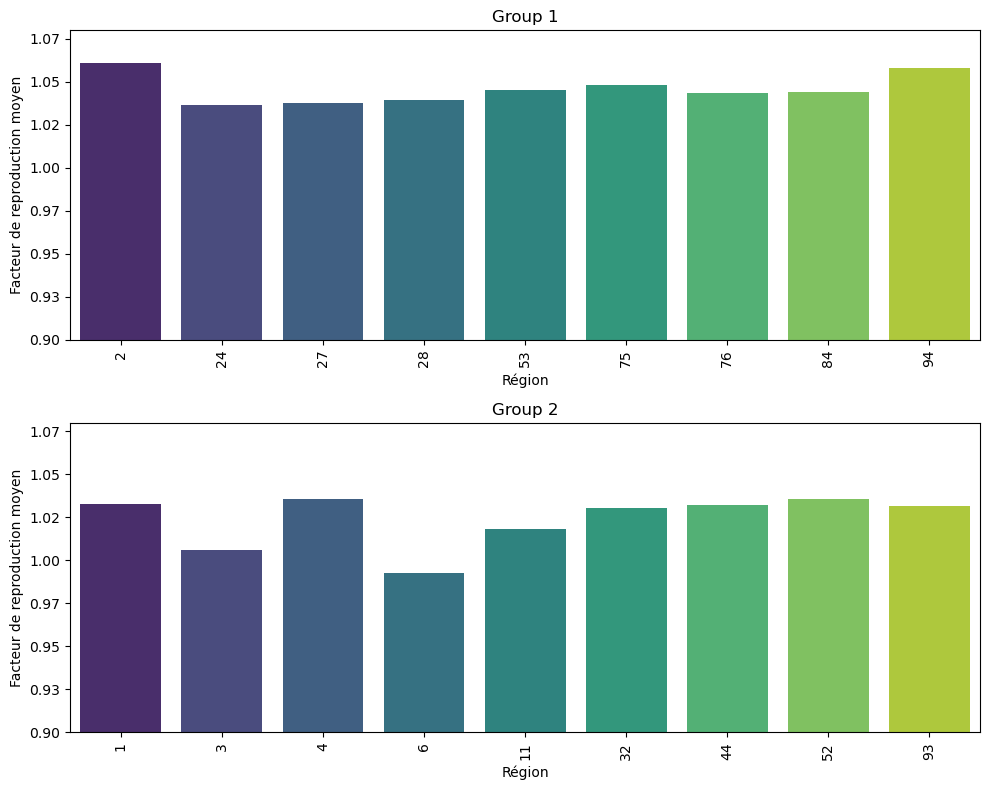 Group 1
Facteur de reproduction moyen
1.07
1.05
1.02
1.00
0.97
0.95
0.93
0.90
2 24 27 28 53 75 76 84 94
Région
Group 2
Facteur de reproduction moyen
1.07
1.05
1.02
1.00
0.97
0.95
0.93
0.90
1 3 4 6 11 32 44 52 93
Région